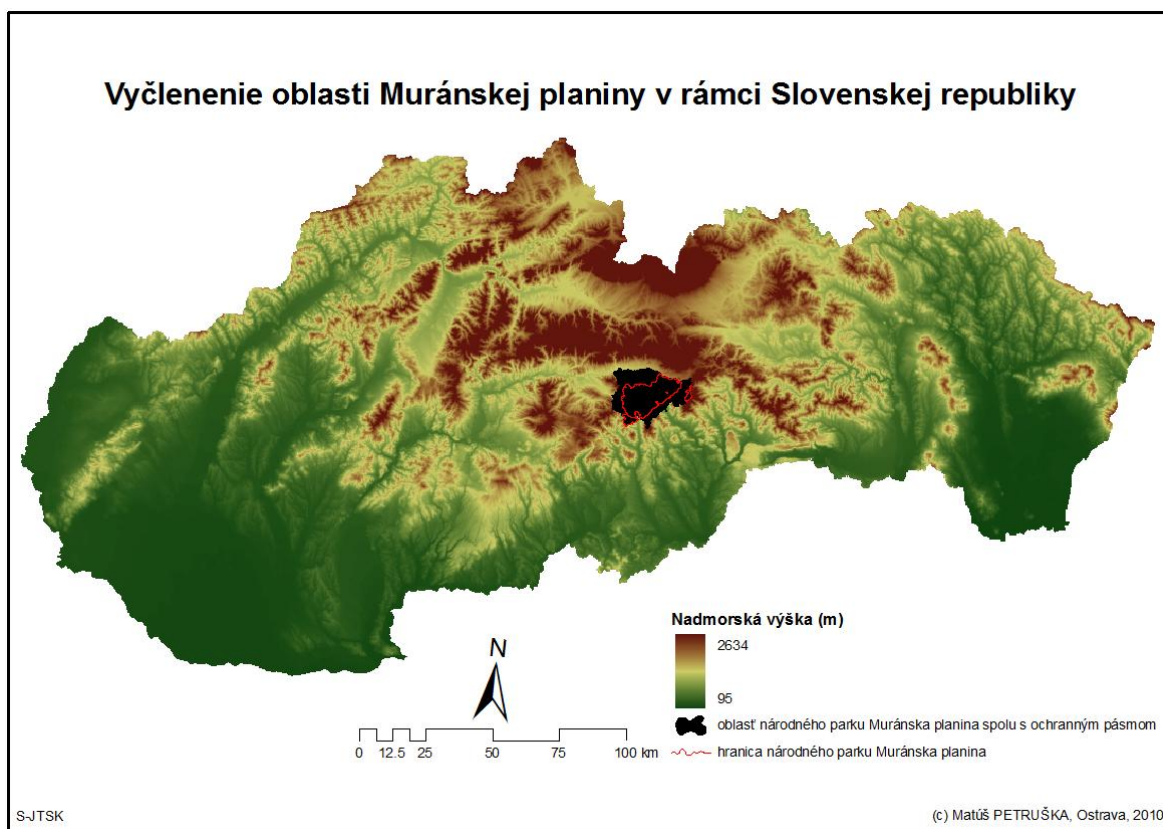 Vyčlenenie oblasti Muránskej planiny v rámci Slovenskej republiky
Nadmorská výška (m)
2634
95
oblasť národného parku Muránska planina spolu s ochranným pásmom
hranica národného parku Muránska planina
N
0 12.5 25 50 75 100 km
S-JTSK
(c) Matúš PETRUŠKA, Ostrava, 2010